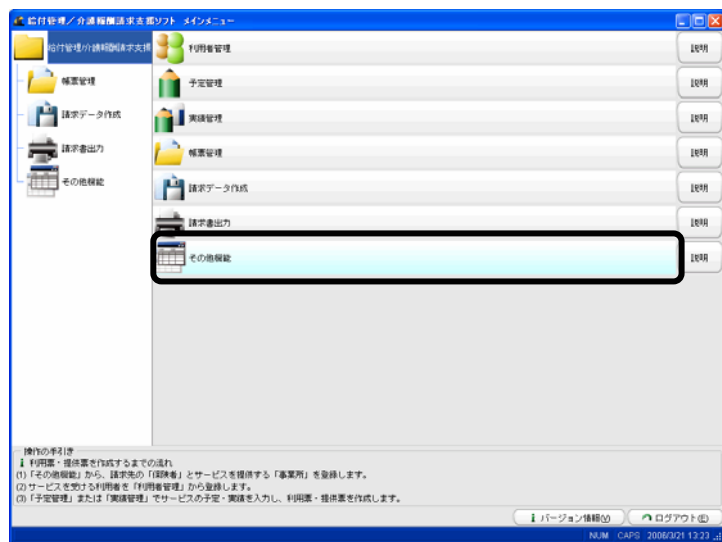 給付管理／介護報酬請求支援ソフト メインメニュー
給付管理/介護報酬請求支援
帳票管理
請求データ作成
請求書出力
その他機能
利用者管理 説明
予定管理 説明
実績管理 説明
帳票管理 説明
請求データ作成 説明
請求書出力 説明
その他機能 説明
操作の手引き
利用票・提供票を作成するまでの流れ
(1)「その他機能」から、請求先の「保険者」とサービスを提供する「事業所」を登録します。
(2)サービスを受ける利用者を「利用者管理」から登録します。
(3)「予定管理」または「実績管理」でサービスの予定・実績を入力し、利用票・提供票を作成します。
バージョン情報(V) ログアウト(E)
NUM CAPS 2006/3/21 13:23